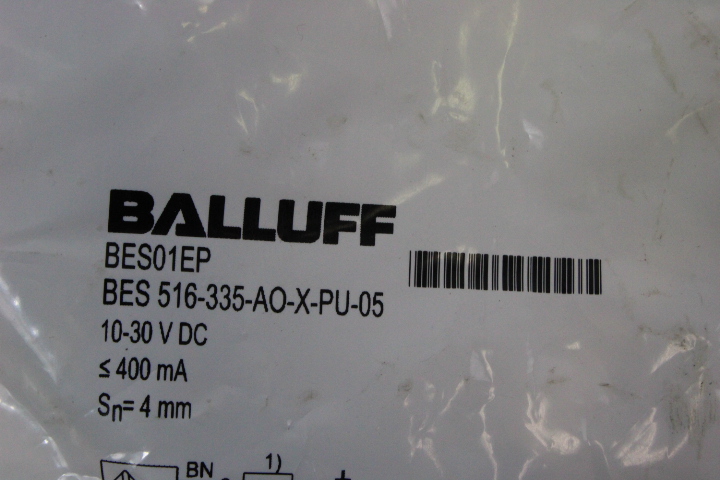 BALLUFF
BES01EP
BES 516-335-AO-X-PU-05
10-30 V DC
≤ 400 mA
Sn= 4 mm
BN 1) +